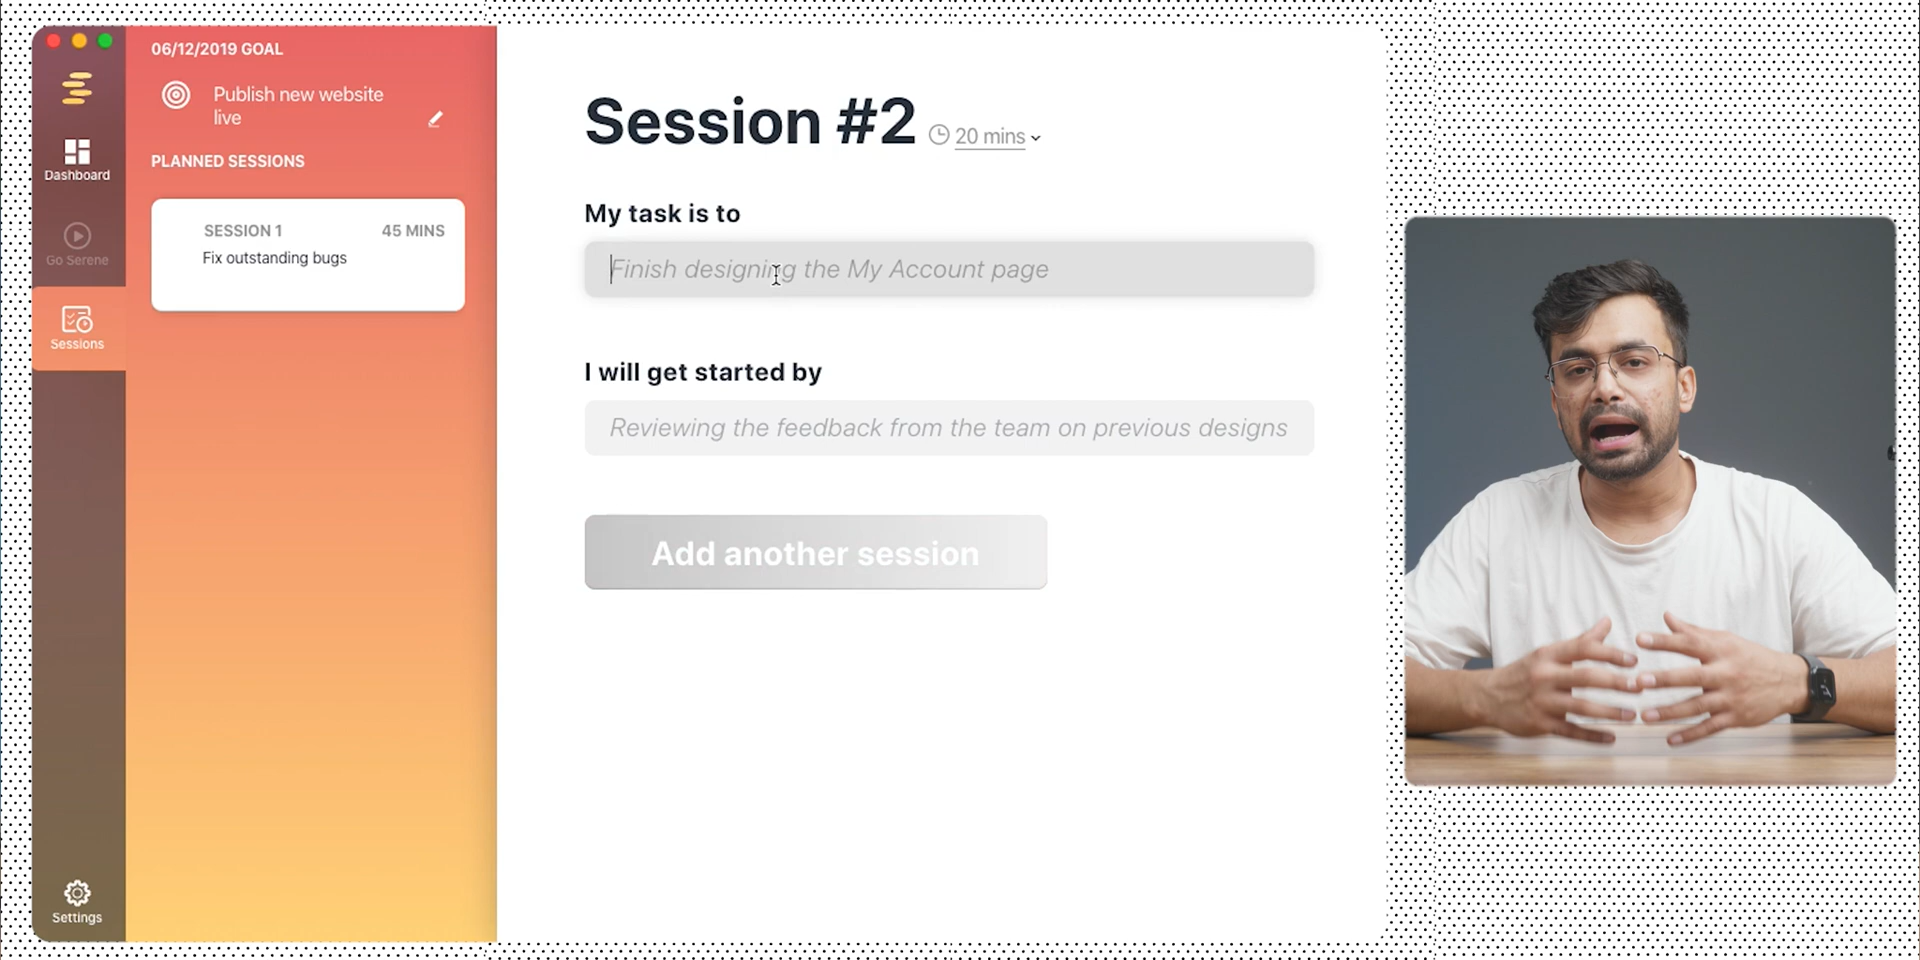 06/12/2019 GOAL
Publish new website
live
PLANNED SESSIONS
SESSION 1 45 MINS
Fix outstanding bugs
Dashboard
Go Serene
Sessions
Settings
Session #2 20 mins
My task is to
Finish designing the My Account page
I will get started by
Reviewing the feedback from the team on previous designs
Add another session